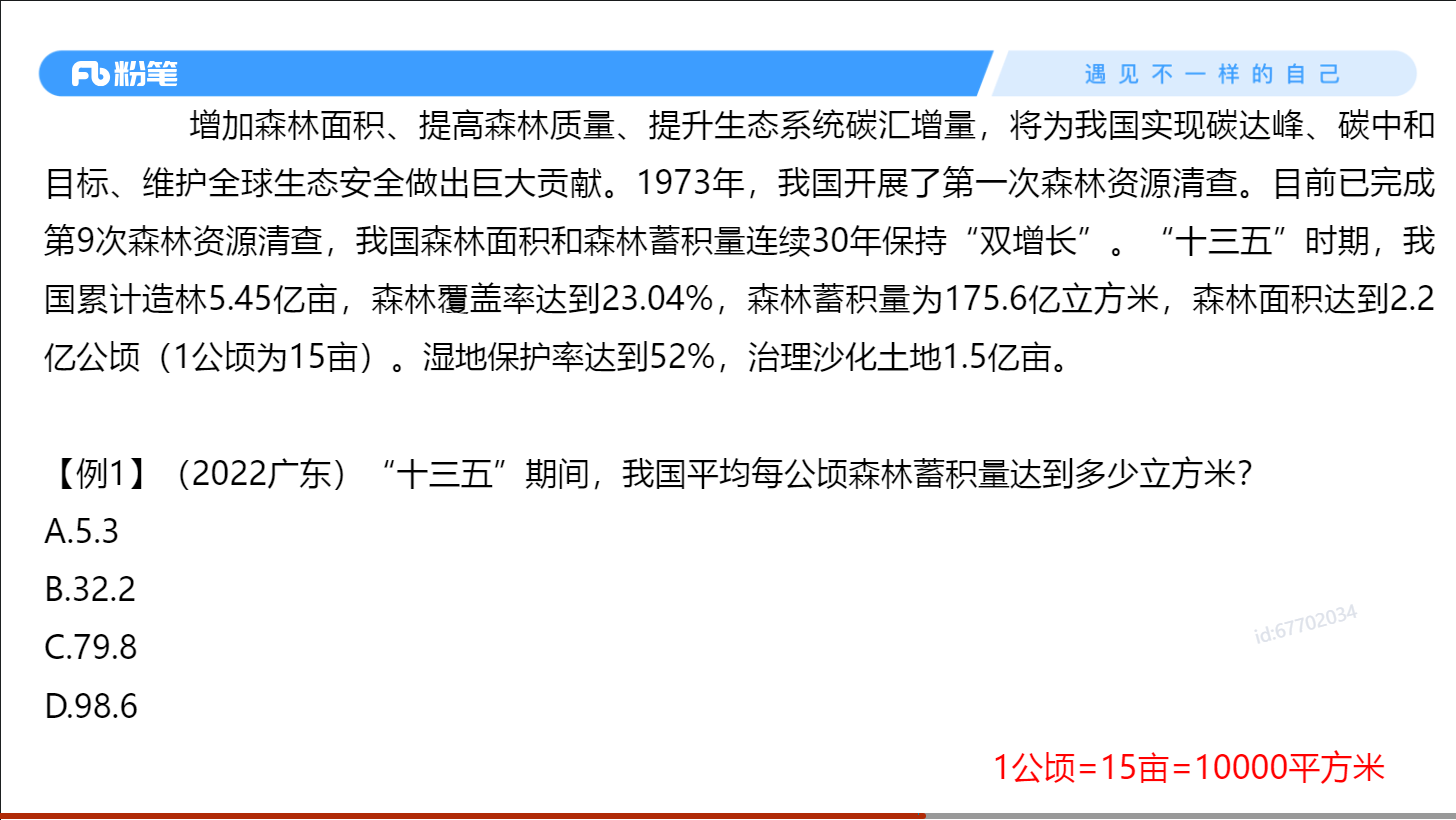 粉笔
遇见不一样的自己
增加森林面积、提高森林质量、提升生态系统碳汇增量，将为我国实现碳达峰、碳中和
目标、维护全球生态安全做出巨大贡献。1973年，我国开展了第一次森林资源清查。目前已完成
第9次森林资源清查，我国森林面积和森林蓄积量连续30年保持“双增长”。“十三五”时期，我
国累计造林5.45亿亩，森林覆盖率达到23.04%，森林蓄积量为175.6亿立方米，森林面积达到2.2
亿公顷（1公顷为15亩）。湿地保护率达到52%，治理沙化土地1.5亿亩。
【例1】（2022广东）“十三五”期间，我国平均每公顷森林蓄积量达到多少立方米？
A.5.3
B.32.2
C.79.8
D.98.6
id:67702034
1公顷=15亩=10000平方米